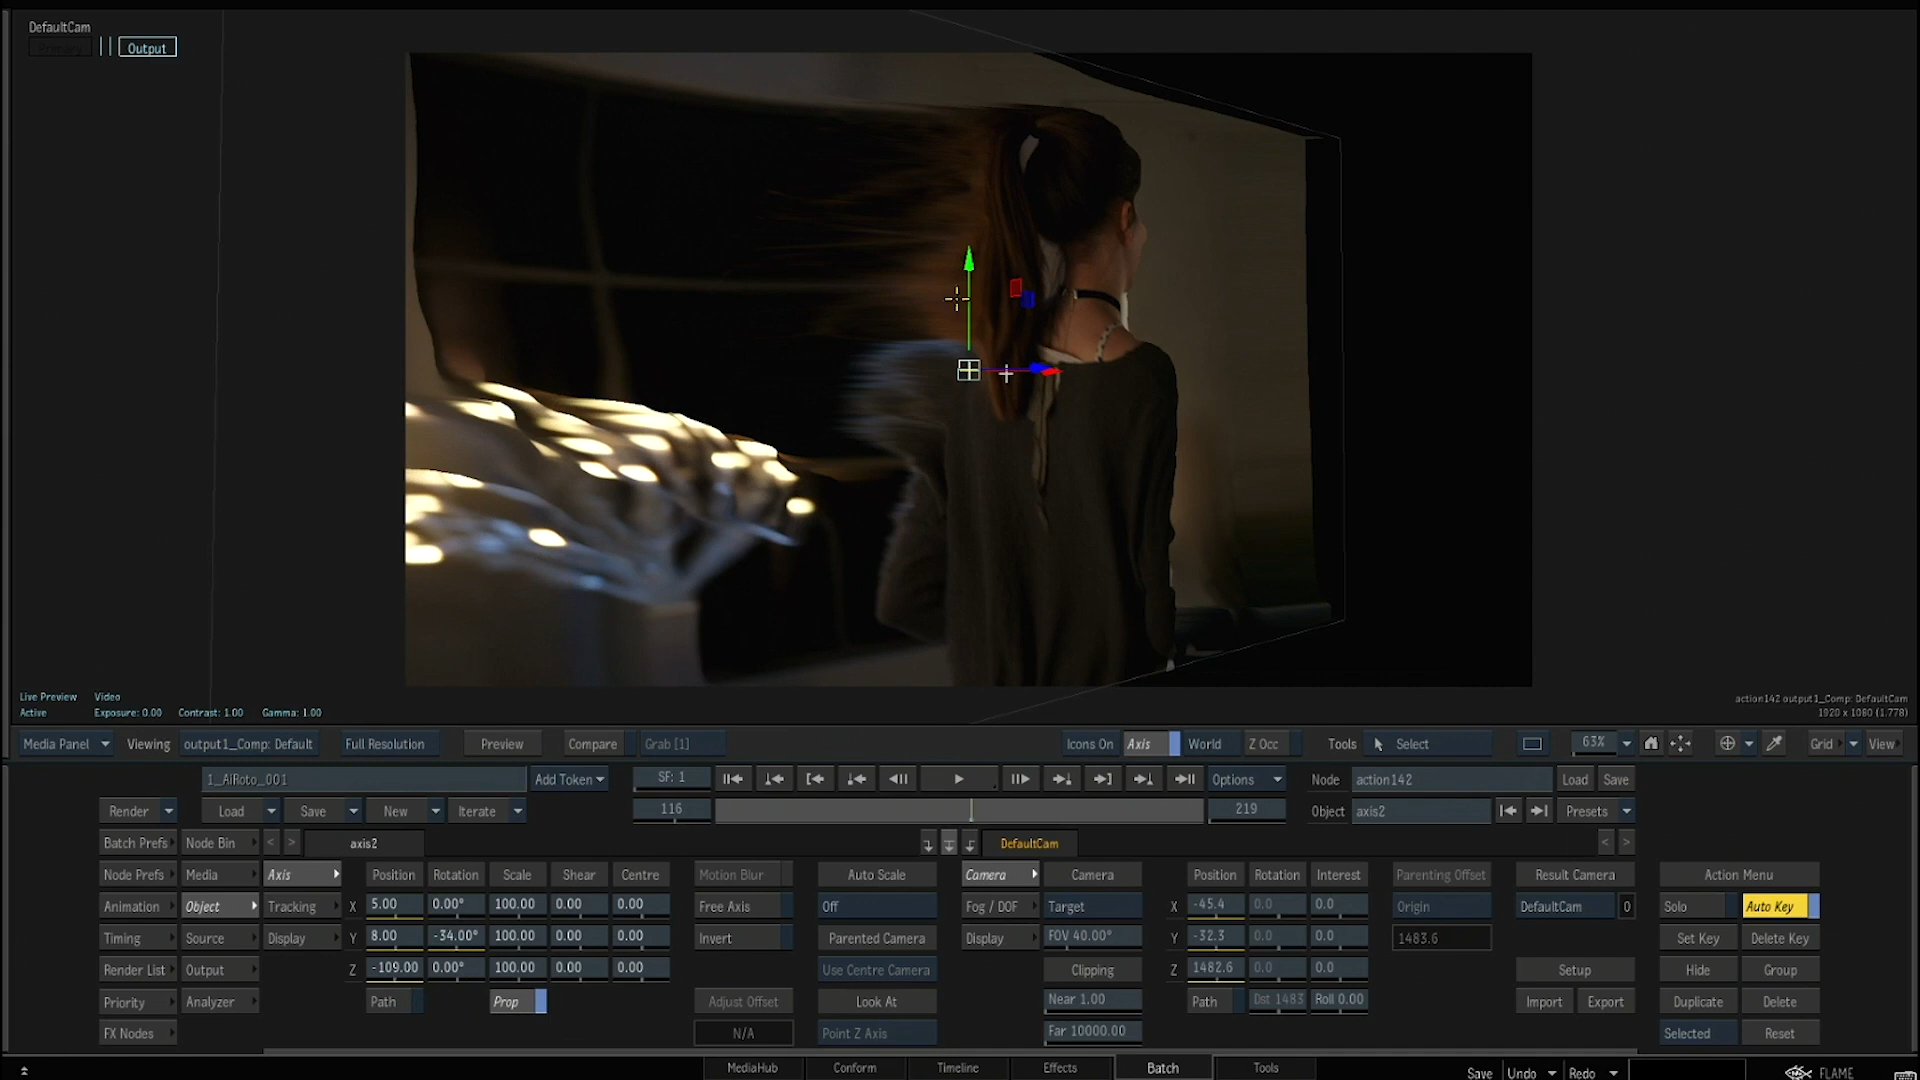 DefaultCam
Primary Output
Live Preview Video
Active Exposure: 0.00 Contrast: 1.00 Gamma: 1.00
action142 output1_Comp: DefaultCam
1920 x 1080 (1.778)
Media Panel Viewing output1_Comp: Default Full Resolution Preview Compare Grab [1] Icons On Axis World Z Occ Tools Select 63% Grid View
1_AiRoto_001 Add Token SF: 1 Options Node action142 Load Save
Render Load Save New Iterate 116 219 Object axis2 Presets
Batch Prefs Node Bin < > axis2 DefaultCam < >
Node Prefs Media Axis Position Rotation Scale Shear Centre Motion Blur Auto Scale Camera Camera Position Rotation Interest Parenting Offset Result Camera Action Menu
Animation Object Tracking X 5.00 0.00° 100.00 0.00 0.00 Free Axis Off Fog / DOF Target X -45.4 0.0 0.0 Origin DefaultCam 0 Solo Auto Key
Timing Source Display Y 8.00 -34.00° 100.00 0.00 0.00 Invert Parented Camera Display FOV 40.00° Y -32.3 0.0 0.0 1483.6 Set Key Delete Key
Render List Output Z -109.00 0.00° 100.00 0.00 0.00 Use Centre Camera Clipping Z 1482.6 0.0 0.0 Setup Hide Group
Priority Analyzer Path Prop Adjust Offset Look At Near 1.00 Path Dst 1483 Roll 0.00 Import Export Duplicate Delete
FX Nodes N/A Point Z Axis Far 10000.00 Selected Reset
MediaHub Conform Timeline Effects Batch Tools Save Undo Redo FLAME